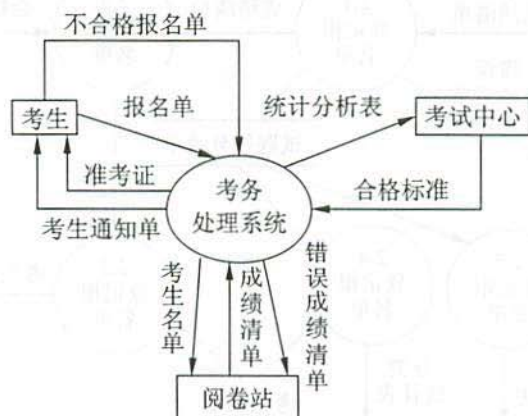 不合格报名单
考生
报名单
统计分析表
考试中心
准考证
考务
处理系统
合格标准
考生通知单
考生名单
成绩清单
错误成绩清单
阅卷站